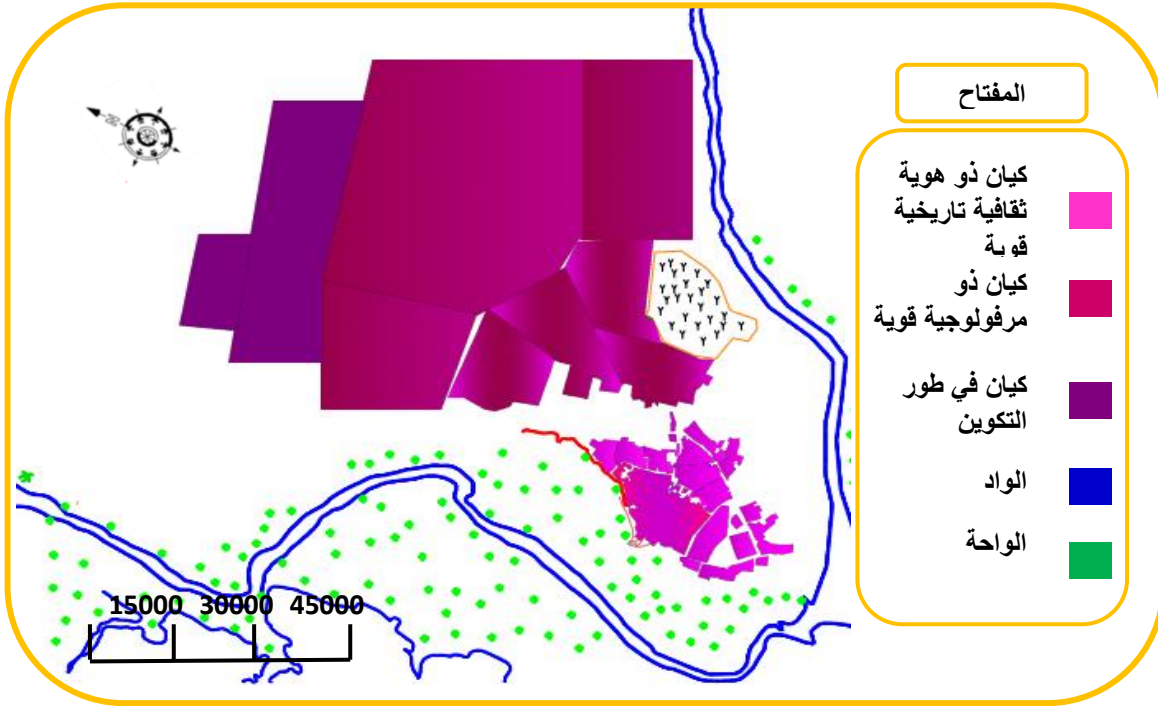 المفتاح
كيان ذو هوية
ثقافية تاريخية
قوية
كيان ذو
مرفولوجية قوية
كيان في طور
التكوين
الواد
الواحة
15000 30000 45000